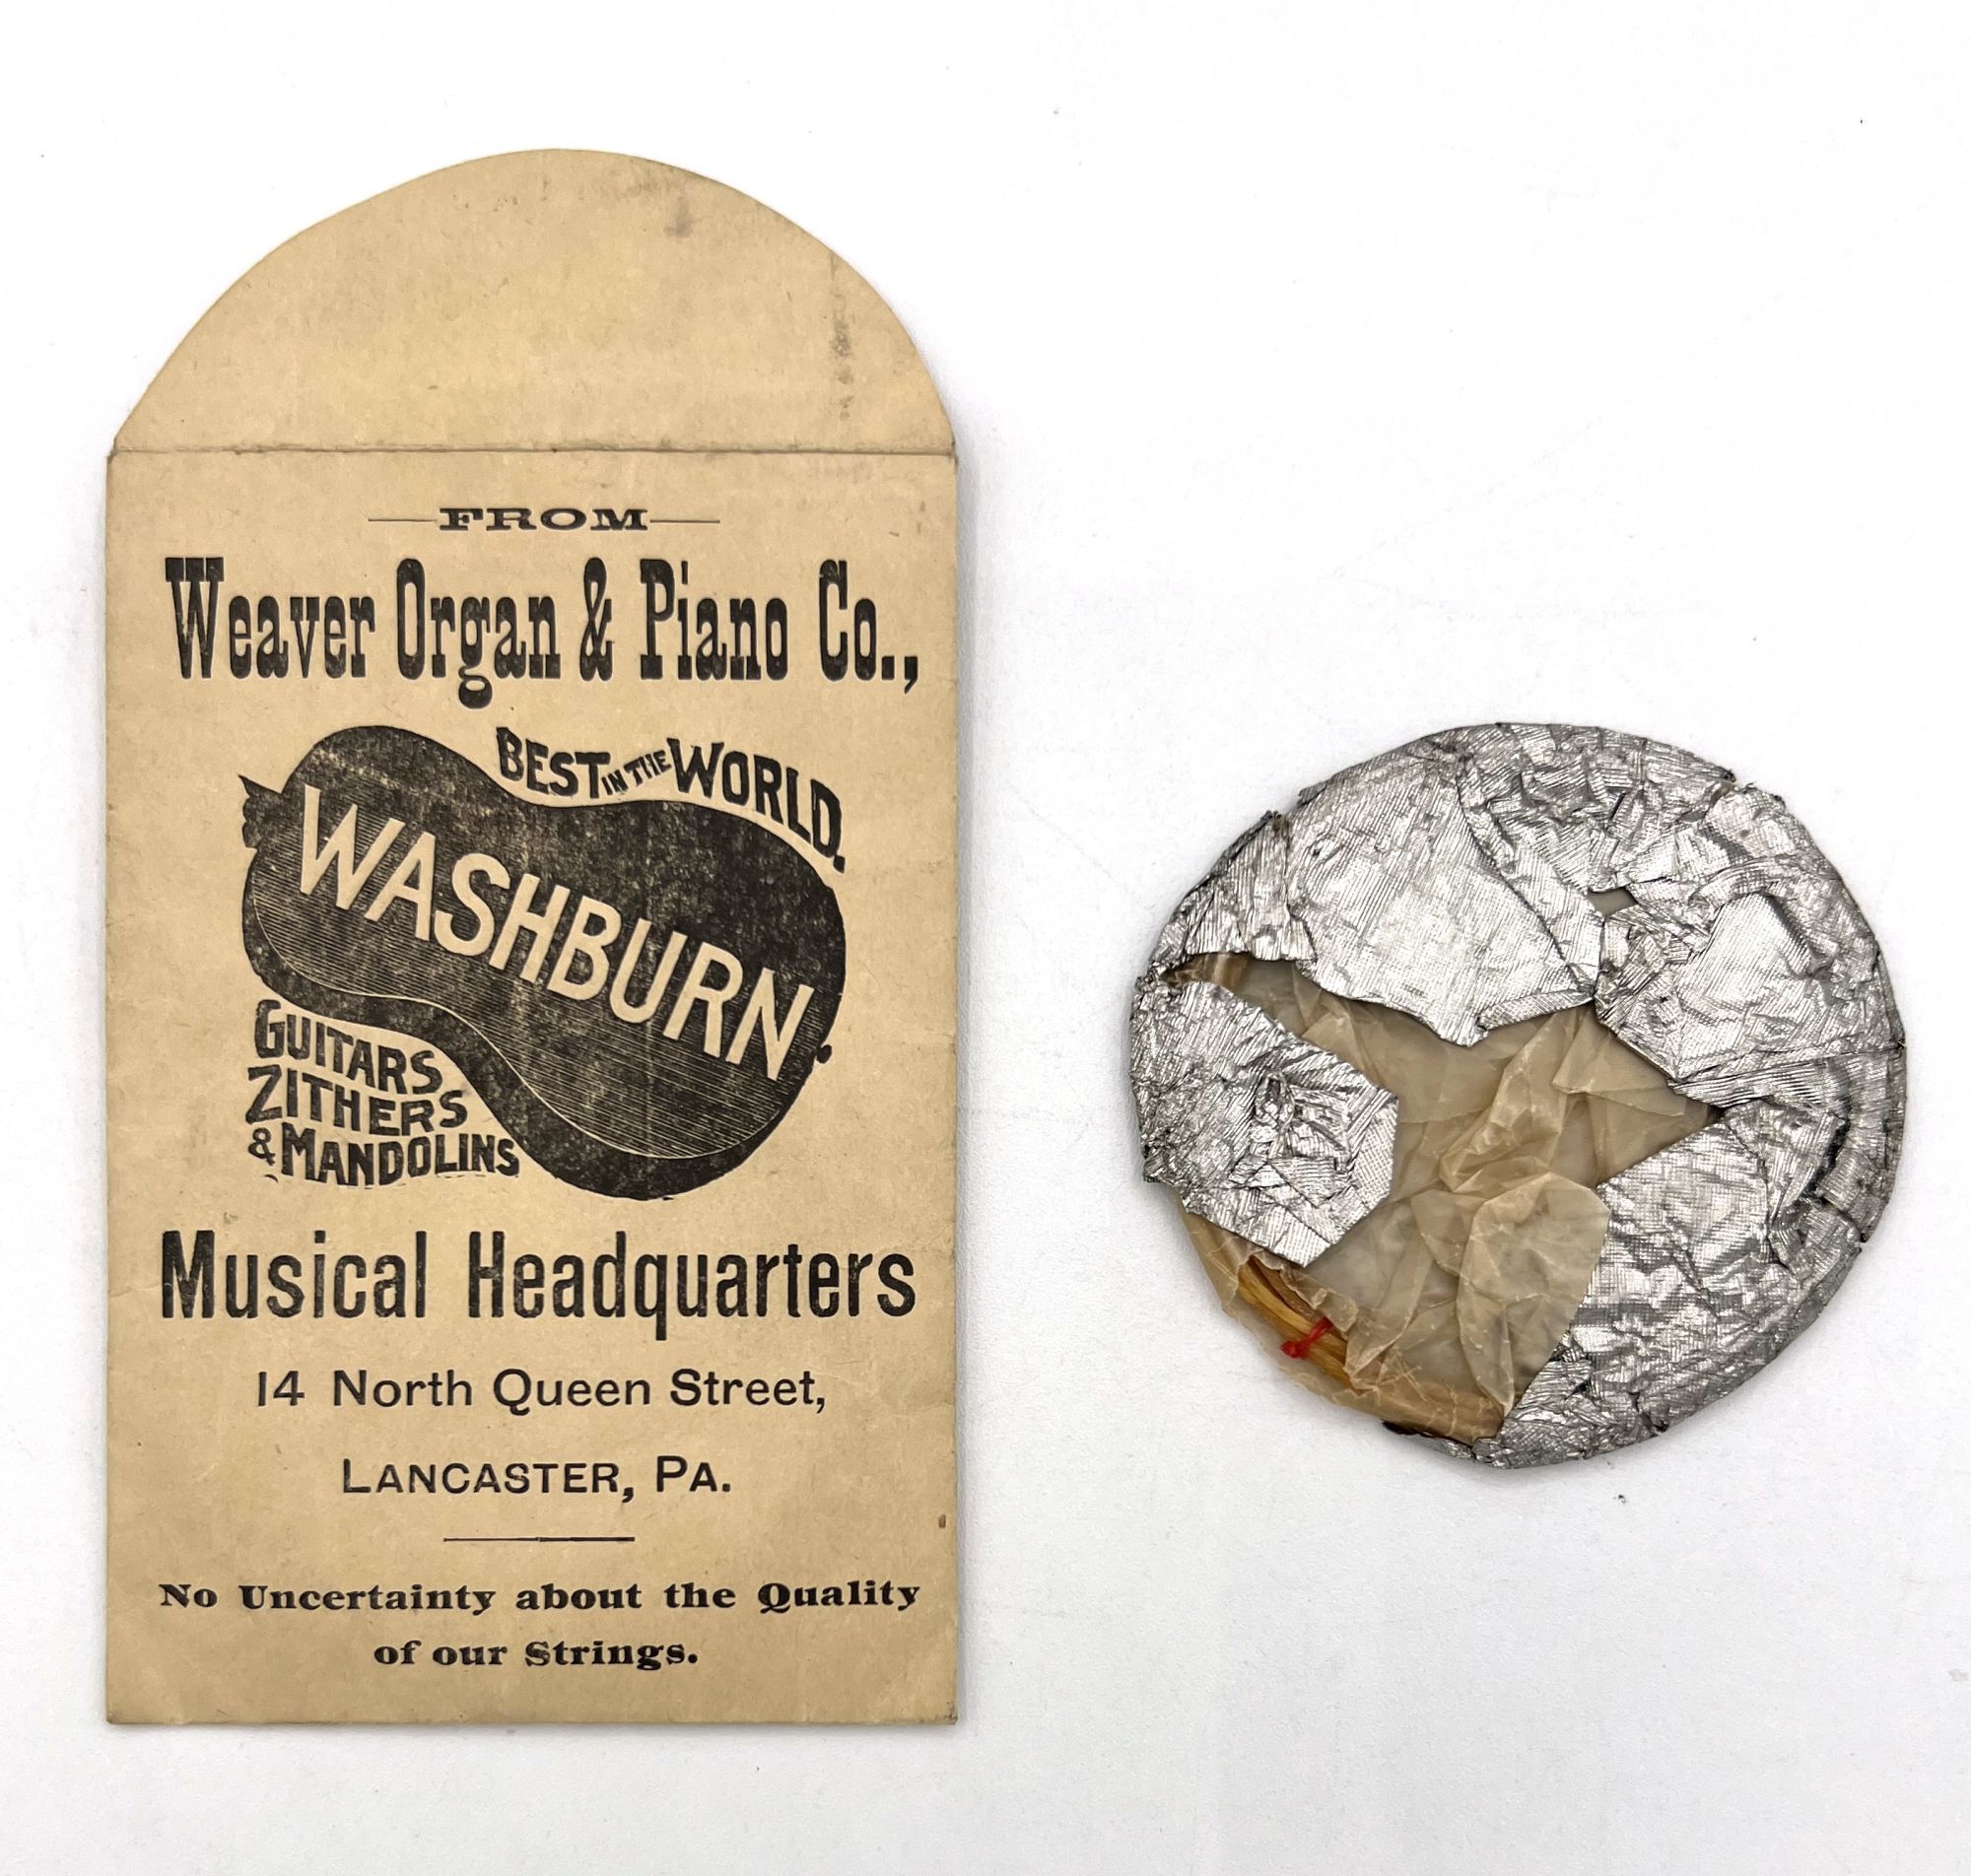 FROM
Weaver Organ & Piano Co.,
BEST IN THE WORLD.
WASHBURN
GUITARS,
ZITHERS
& MANDOLINS
Musical Headquarters
14 North Queen Street,
LANCASTER, PA.
No Uncertainty about the Quality
of our Strings.